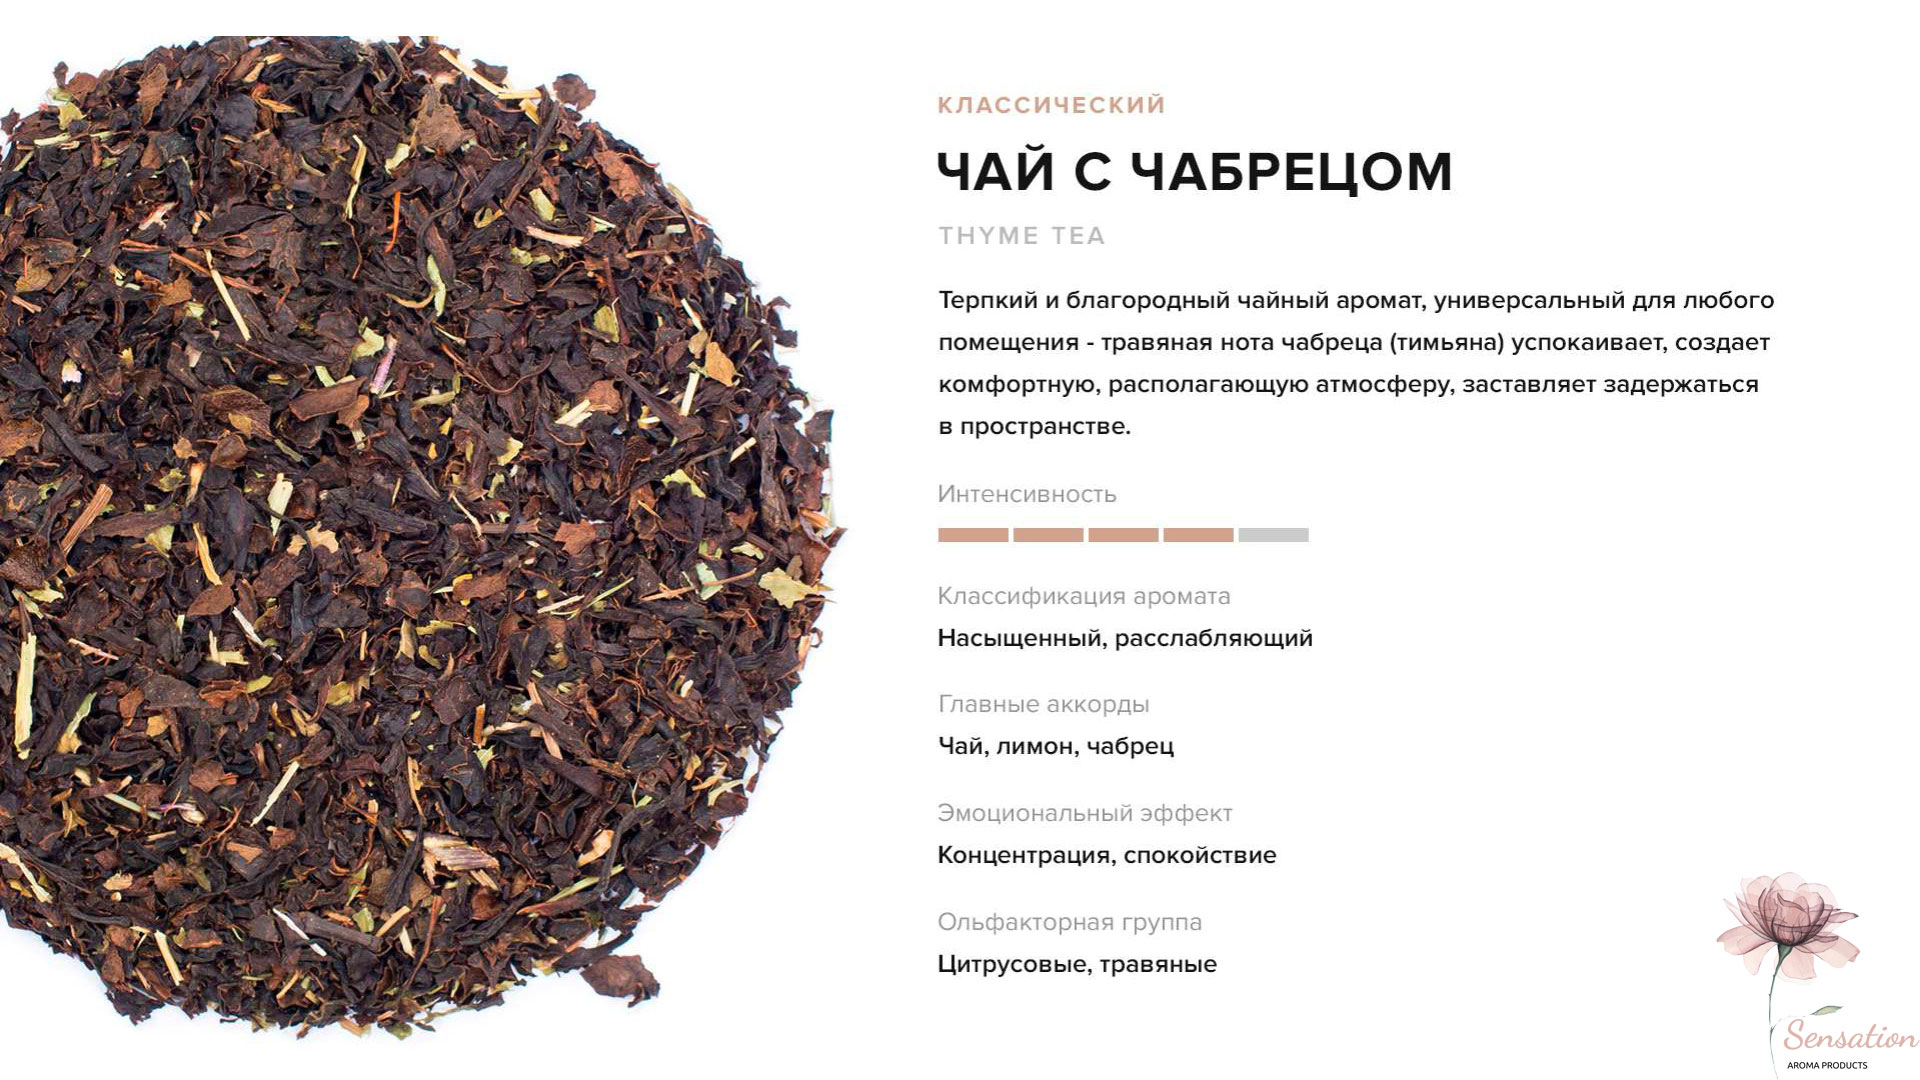 КЛАССИЧЕСКИЙ
ЧАЙ С ЧАБРЕЦОМ
THYME TEA
Терпкий и благородный чайный аромат, универсальный для любого
помещения - травяная нота чабреца (тимьяна) успокаивает, создает
комфортную, располагающую атмосферу, заставляет задержаться
в пространстве.
Интенсивность
Классификация аромата
Насыщенный, расслабляющий
Главные аккорды
Чай, лимон, чабрец
Эмоциональный эффект
Концентрация, спокойствие
Ольфакторная группа
Цитрусовые, травяные
Sensation
AROMA PRODUCTS